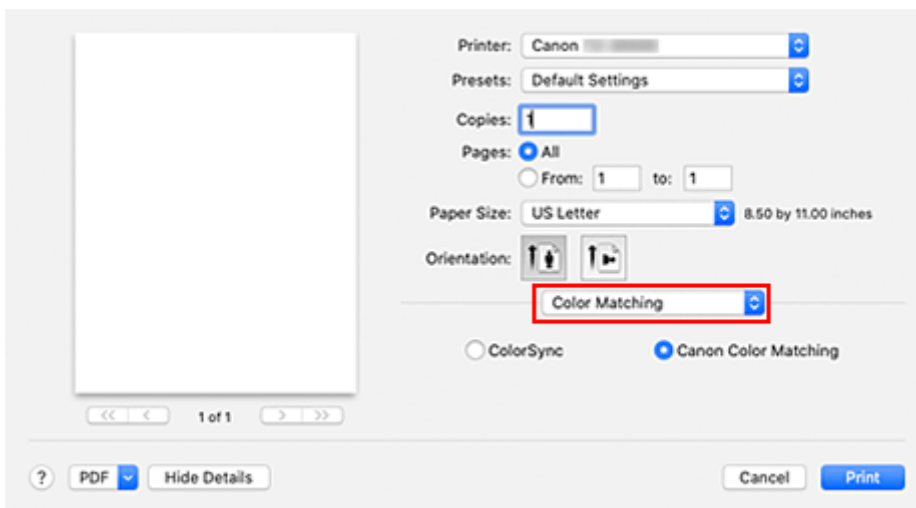 Printer: Canon
Presets: Default Settings
Copies: 1
Pages: All
From: 1 to: 1
Paper Size: US Letter 8.50 by 11.00 inches
Orientation:
Color Matching
ColorSync Canon Color Matching
<< < 1 of 1 > >>
? PDF Hide Details Cancel Print